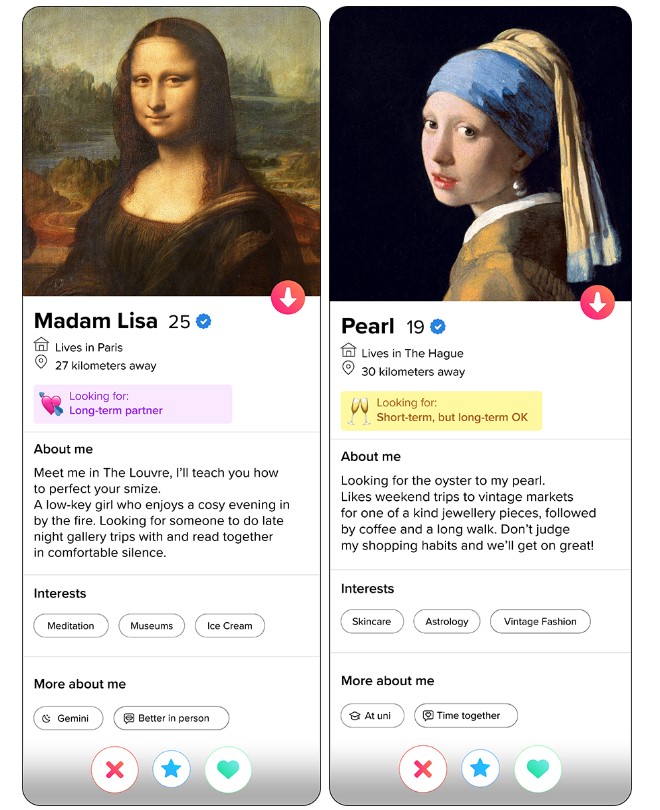 Madam Lisa 25
Lives in Paris
27 kilometers away
Looking for:
Long-term partner
About me
Meet me in The Louvre, I’ll teach you how
to perfect your smize.
A low-key girl who enjoys a cosy evening in
by the fire. Looking for someone to do late
night gallery trips with and read together
in comfortable silence.
Interests
Meditation
Museums
Ice Cream
More about me
Gemini
Better in person
Pearl 19
Lives in The Hague
30 kilometers away
Looking for:
Short-term, but long-term OK
About me
Looking for the oyster to my pearl.
Likes weekend trips to vintage markets
for one of a kind jewellery pieces, followed
by coffee and a long walk. Don’t judge
my shopping habits and we’ll get on great!
Interests
Skincare
Astrology
Vintage Fashion
More about me
At uni
Time together